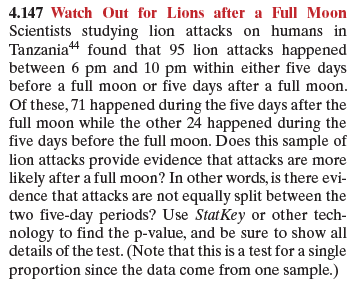 4.147 Watch Out for Lions after a Full Moon
Scientists studying lion attacks on humans in
Tanzania44 found that 95 lion attacks happened
between 6 pm and 10 pm within either five days
before a full moon or five days after a full moon.
Of these, 71 happened during the five days after the
full moon while the other 24 happened during the
five days before the full moon. Does this sample of
lion attacks provide evidence that attacks are more
likely after a full moon? In other words, is there evi-
dence that attacks are not equally split between the
two five-day periods? Use StatKey or other tech-
nology to find the p-value, and be sure to show all
details of the test. (Note that this is a test for a single
proportion since the data come from one sample.)